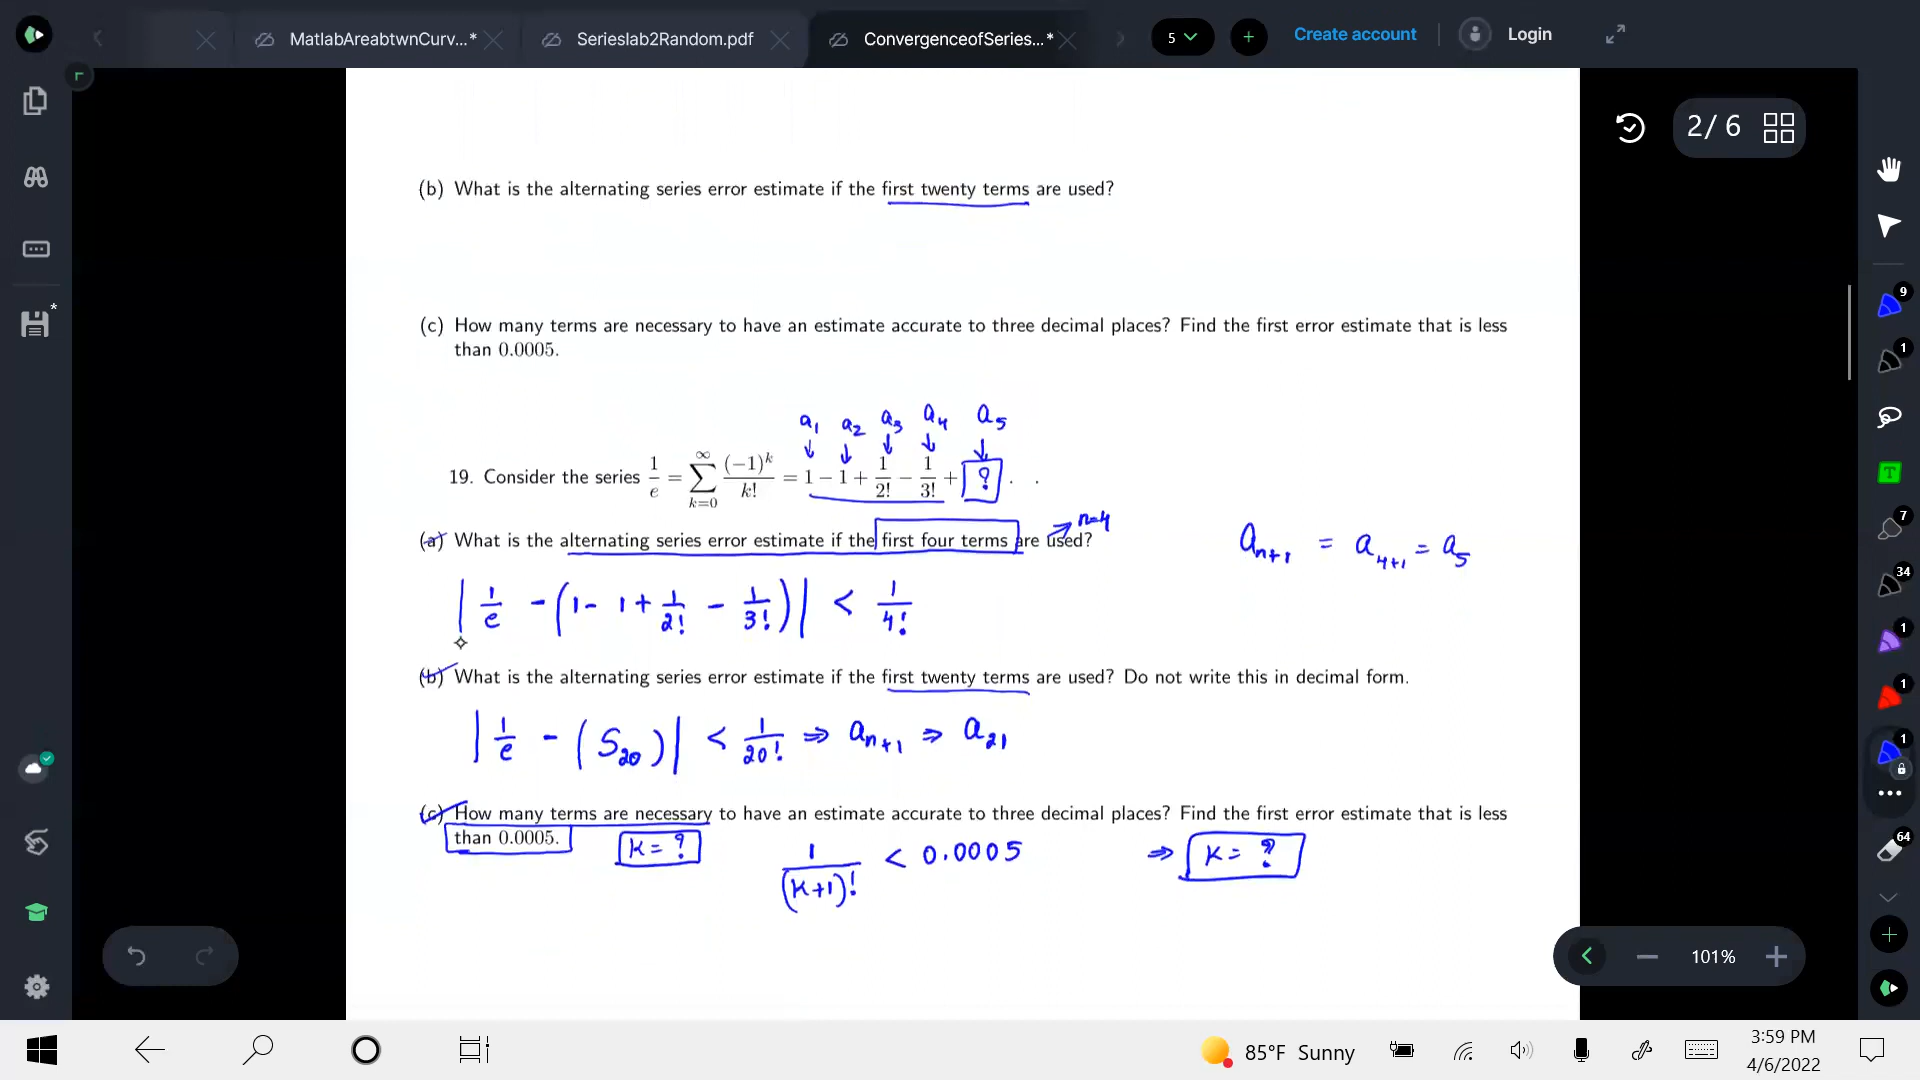 MatlabAreabtwnCurv...*
Serieslab2Random.pdf
ConvergenceofSeries...*
5
Create account
Login
2/ 6
(b) What is the alternating series error estimate if the first twenty terms are used?
(c) How many terms are necessary to have an estimate accurate to three decimal places? Find the first error estimate that is less
than 0.0005.
a₁ a₂ a₃ a₄ a₅
↓ ↓ ↓ ↓ ↓
19. Consider the series 1/e = ∑_{k=0}^{∞} (−1)^k/k! = 1 − 1 + 1/2! − 1/3! + ? . .
(a) What is the alternating series error estimate if the first four terms are used?
n=4
a_{n+1} = a_{4+1} = a₅
| 1/e - (1 - 1 + 1/2! - 1/3!) | < 1/4!
(b) What is the alternating series error estimate if the first twenty terms are used? Do not write this in decimal form.
| 1/e - (S₂₀) | < 1/20! ⇒ a_{n+1} ⇒ a₂₁
(c) How many terms are necessary to have an estimate accurate to three decimal places? Find the first error estimate that is less
than 0.0005.
K = ?
1/(K+1)! < 0.0005 ⇒ K = ?
101%
9
1
T
7
34
1
1
1
64
85°F Sunny
3:59 PM
4/6/2022